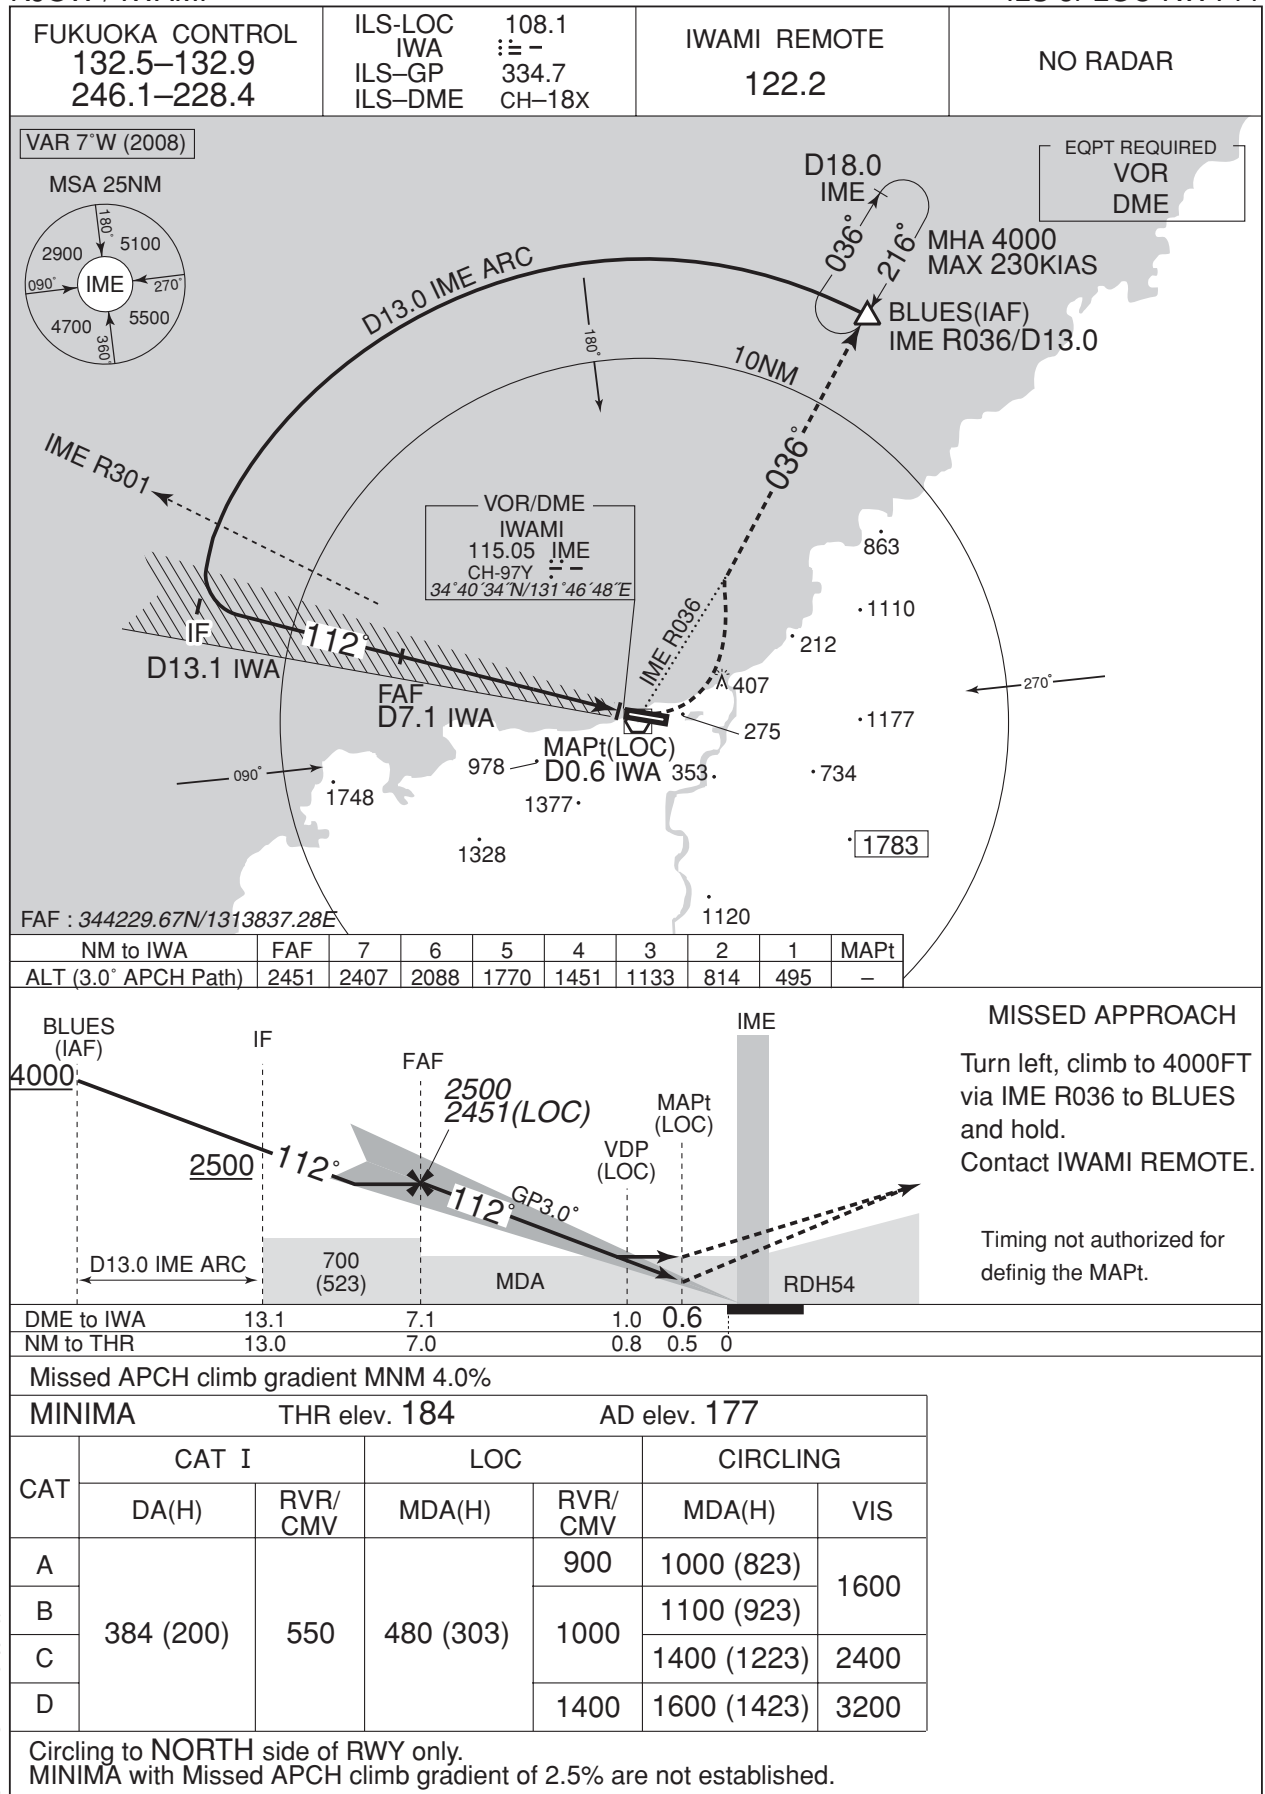 FUKUOKA CONTROL
132.5–132.9
246.1–228.4
ILS-LOC 108.1
IWA
ILS–GP 334.7
ILS–DME CH–18X
IWAMI REMOTE
122.2
NO RADAR
VAR 7°W (2008)
MSA 25NM
180°
2900
5100
090°
IME
270°
4700
5500
360°
EQPT REQUIRED
VOR
DME
D18.0
IME
036°
216°
MHA 4000
MAX 230KIAS
BLUES(IAF)
IME R036/D13.0
D13.0 IME ARC
180°
10NM
036°
IME R301
VOR/DME
IWAMI
115.05 IME
CH-97Y
34°40´34˝N/131°46´48˝E
863
1110
212
IME R036
IF
D13.1 IWA
112°
FAF
D7.1 IWA
407
270°
275
1177
MAPt(LOC)
D0.6 IWA
978
353
734
090°
1748
1377
1328
1783
1120
FAF : 344229.67N/1313837.28E
NM to IWA FAF 7 6 5 4 3 2 1 MAPt
ALT (3.0° APCH Path) 2451 2407 2088 1770 1451 1133 814 495 –
BLUES
(IAF)
4000
IF
2500
112°
FAF
2500
2451(LOC)
112°
GP3.0°
VDP
(LOC)
MAPt
(LOC)
IME
D13.0 IME ARC
700
(523)
MDA
RDH54
MISSED APPROACH
Turn left, climb to 4000FT
via IME R036 to BLUES
and hold.
Contact IWAMI REMOTE.
Timing not authorized for
definig the MAPt.
DME to IWA 13.1 7.1 1.0 0.6
NM to THR 13.0 7.0 0.8 0.5 0
Missed APCH climb gradient MNM 4.0%
MINIMA THR elev. 184 AD elev. 177
CAT
CAT I
LOC
CIRCLING
DA(H)
RVR/
CMV
MDA(H)
RVR/
CMV
MDA(H)
VIS
A
B
C
D
384 (200)
550
480 (303)
900
1000
1400
1000 (823)
1100 (923)
1400 (1223)
1600 (1423)
1600
2400
3200
Circling to NORTH side of RWY only.
MINIMA with Missed APCH climb gradient of 2.5% are not established.